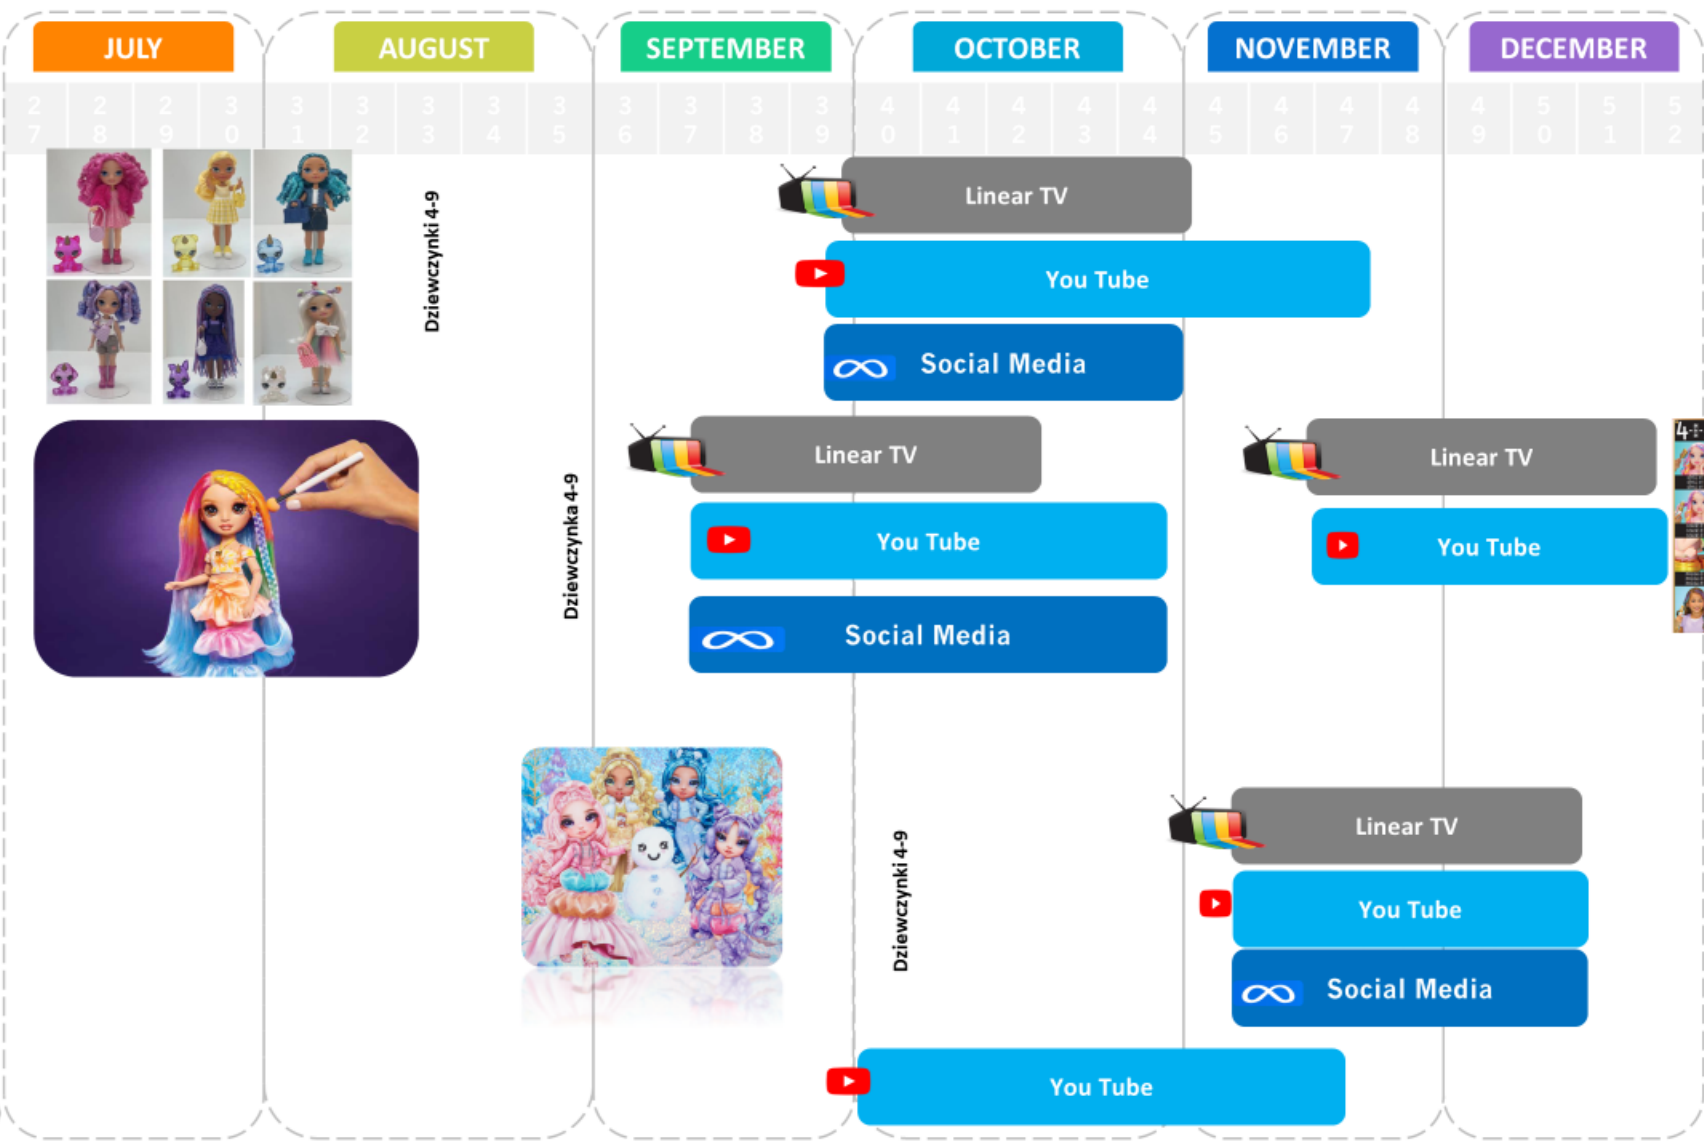 JULY
AUGUST
SEPTEMBER
OCTOBER
NOVEMBER
DECEMBER
27 28 29 30 31 32 33 34 35 36 37 38 39 40 41 42 43 44 45 46 47 48 49 50 51 52
Dziewczynki 4-9
Linear TV
You Tube
Social Media
Dziewczynka 4-9
Linear TV
You Tube
Social Media
Linear TV
You Tube
4-
Dziewczynki 4-9
Linear TV
You Tube
Social Media
You Tube